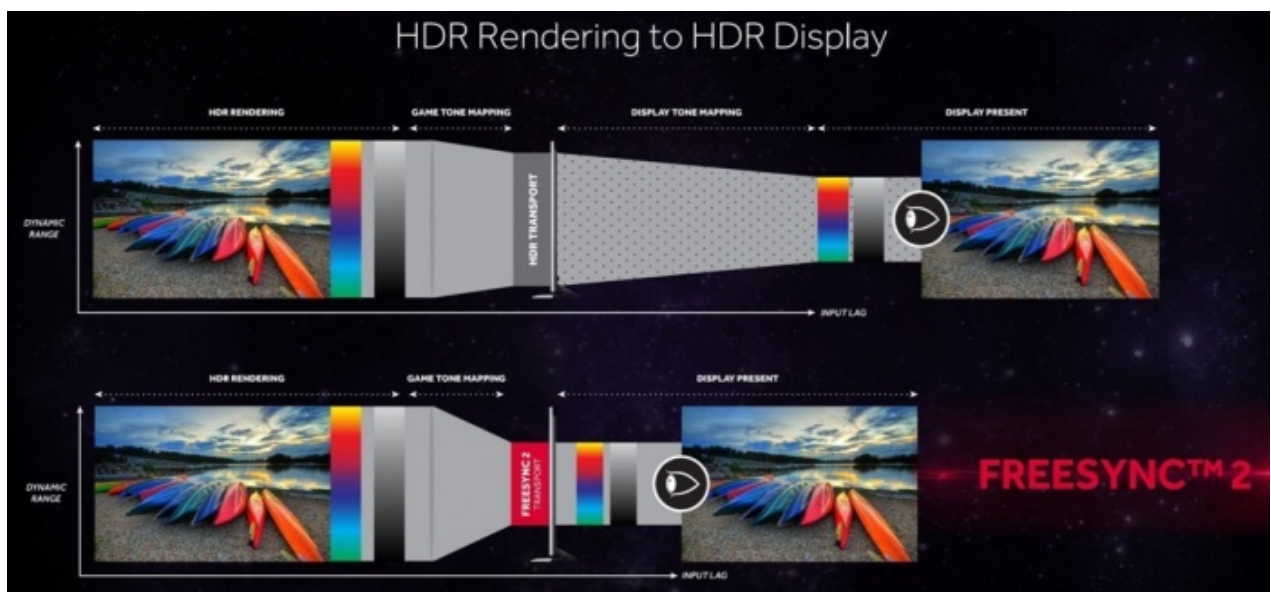 HDR Rendering to HDR Display
HDR RENDERING
GAME TONE MAPPING
DISPLAY TONE MAPPING
DISPLAY PRESENT
DYNAMIC
RANGE
HDR TRANSPORT
INPUT LAG
HDR RENDERING
GAME TONE MAPPING
DISPLAY PRESENT
DYNAMIC
RANGE
FREESYNC 2
TRANSPORT
FREESYNC™ 2
INPUT LAG